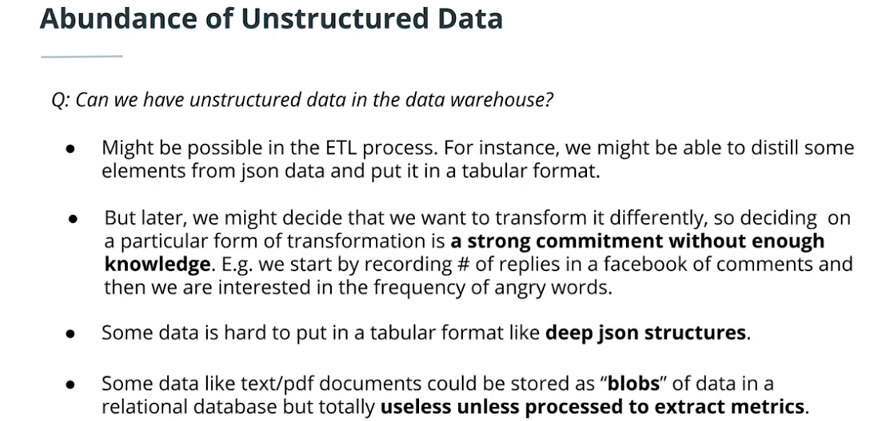 Abundance of Unstructured Data
Q: Can we have unstructured data in the data warehouse?
● Might be possible in the ETL process. For instance, we might be able to distill some
elements from json data and put it in a tabular format.
● But later, we might decide that we want to transform it differently, so deciding on
a particular form of transformation is a strong commitment without enough
knowledge. E.g. we start by recording # of replies in a facebook of comments and
then we are interested in the frequency of angry words.
● Some data is hard to put in a tabular format like deep json structures.
● Some data like text/pdf documents could be stored as “blobs” of data in a
relational database but totally useless unless processed to extract metrics.